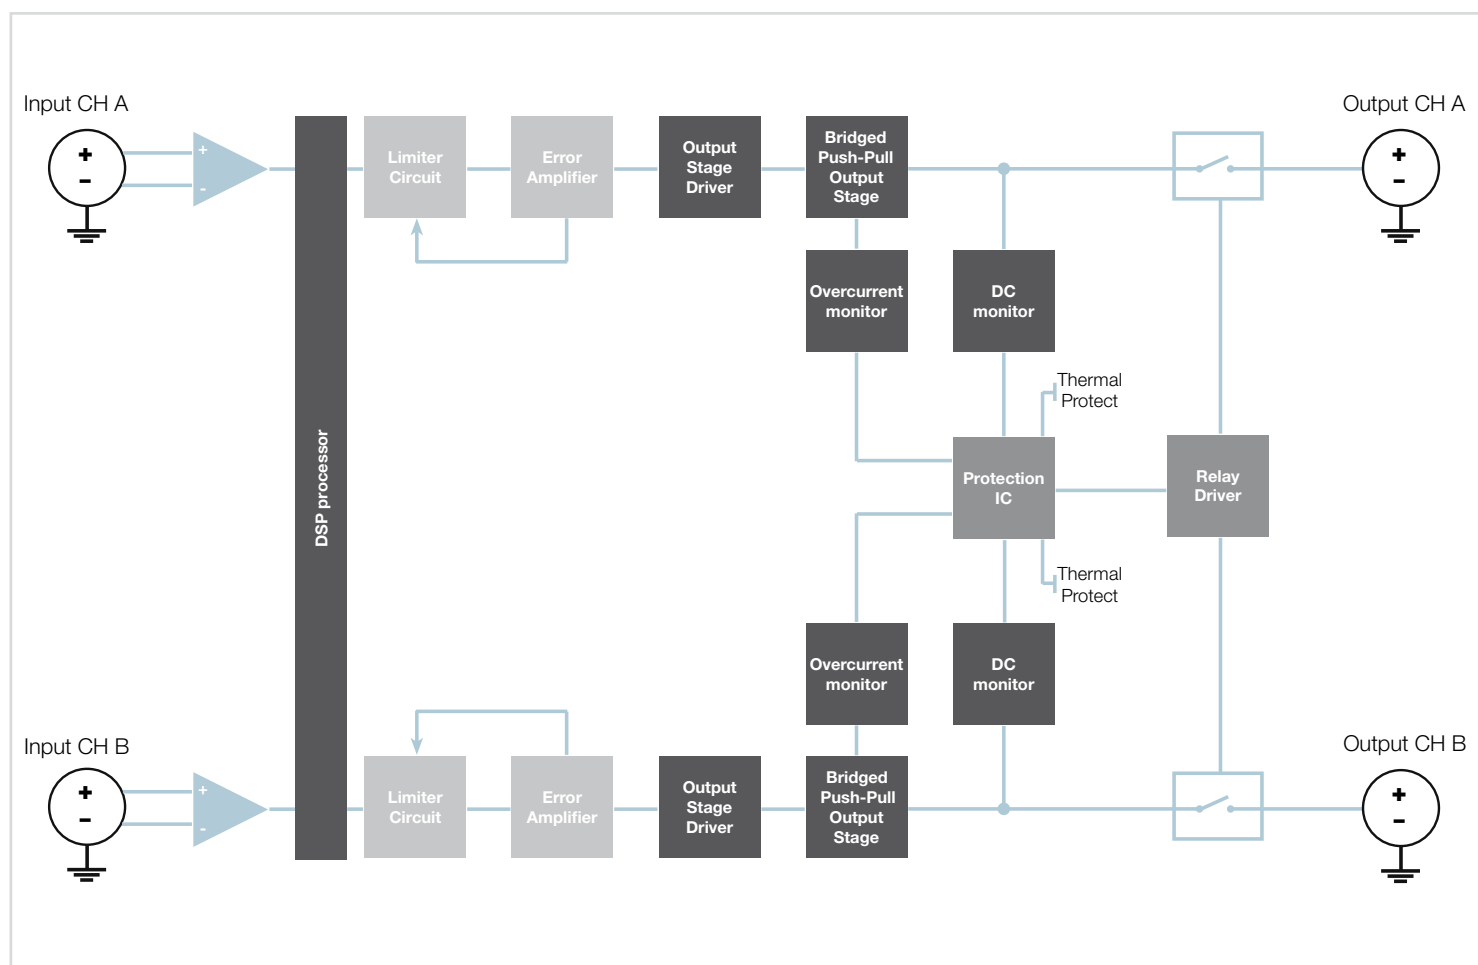 Input CH A
Output CH A
+
-
+
-
+
-
Limiter
Circuit
Error
Amplifier
Output
Stage
Driver
Bridged
Push-Pull
Output
Stage
Overcurrent
monitor
DC
monitor
Thermal
Protect
DSP processor
Protection
IC
Relay
Driver
Thermal
Protect
Overcurrent
monitor
DC
monitor
Input CH B
Output CH B
+
-
+
-
+
-
Limiter
Circuit
Error
Amplifier
Output
Stage
Driver
Bridged
Push-Pull
Output
Stage